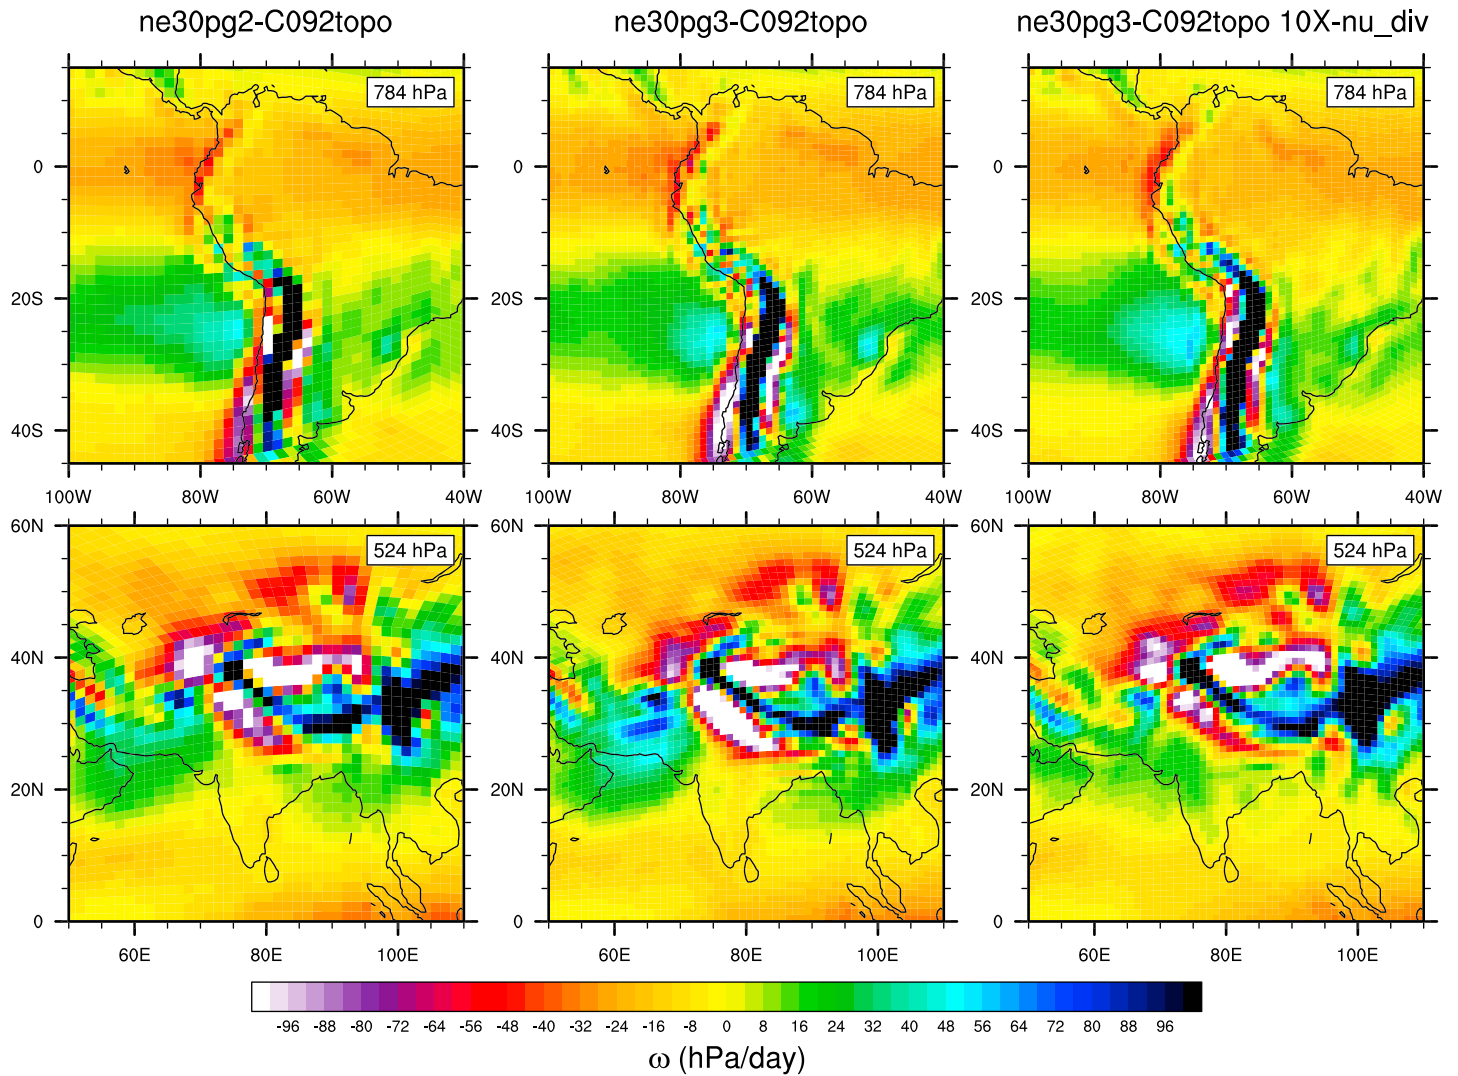 ne30pg2-C092topo ne30pg3-C092topo ne30pg3-C092topo 10X-nu_div
784 hPa 784 hPa 784 hPa
0 0 0
20S 20S 20S
40S 40S 40S
100W 80W 60W 40W 100W 80W 60W 40W 100W 80W 60W 40W
60N 60N 60N
524 hPa 524 hPa 524 hPa
40N 40N 40N
20N 20N 20N
0 0 0
60E 80E 100E 60E 80E 100E 60E 80E 100E
-96 -88 -80 -72 -64 -56 -48 -40 -32 -24 -16 -8 0 8 16 24 32 40 48 56 64 72 80 88 96
ω (hPa/day)